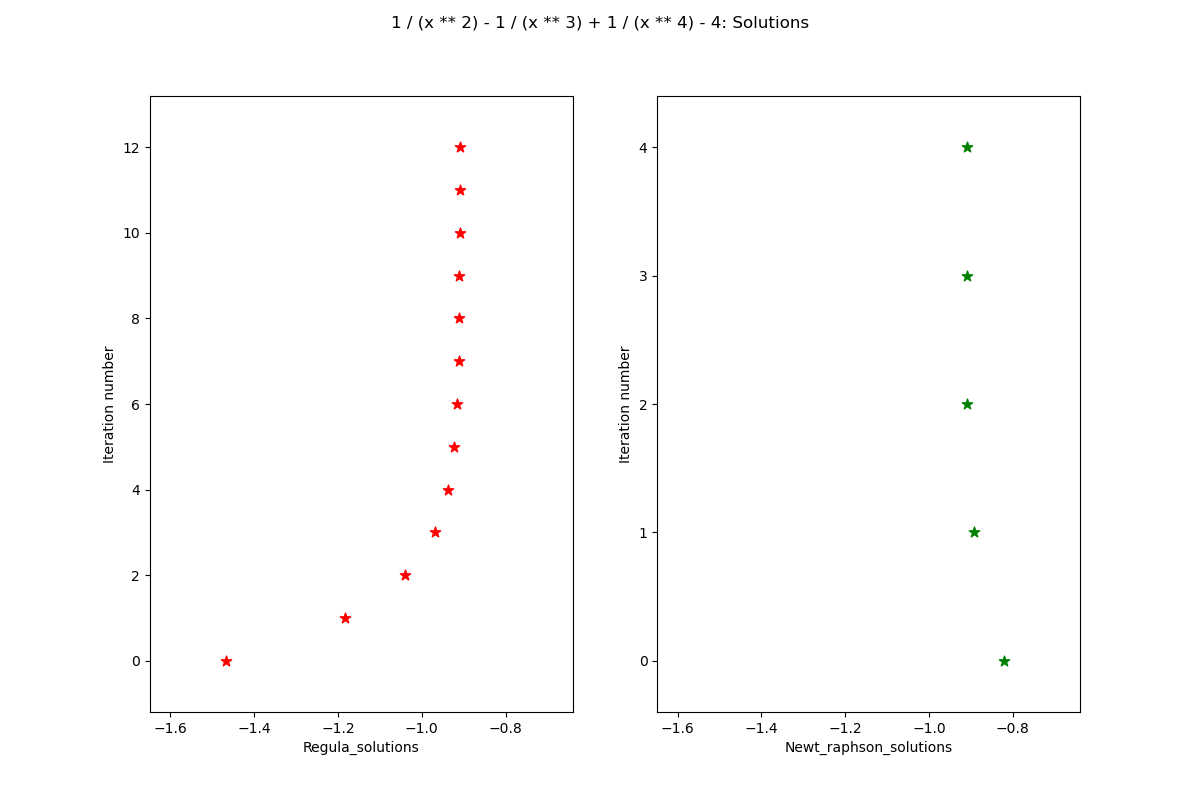 1 / (x ** 2) - 1 / (x ** 3) + 1 / (x ** 4) - 4: Solutions
12
10
8
6
4
2
0
Iteration number
−1.6 −1.4 −1.2 −1.0 −0.8
Regula_solutions
4
3
2
1
0
Iteration number
−1.6 −1.4 −1.2 −1.0 −0.8
Newt_raphson_solutions